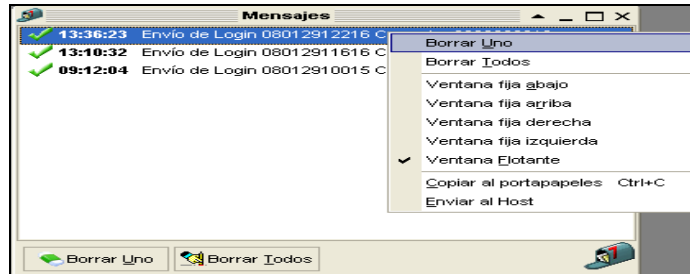 Mensajes
13:36:23 Envío de Login 08012912216 C
13:10:32 Envío de Login 08012911616 C
09:12:04 Envío de Login 08012910015 C
Borrar Uno
Borrar Todos
Ventana fija abajo
Ventana fija arriba
Ventana fija derecha
Ventana fija izquierda
Ventana Flotante
Copiar al portapapeles Ctrl+C
Enviar al Host
Borrar Uno
Borrar Todos